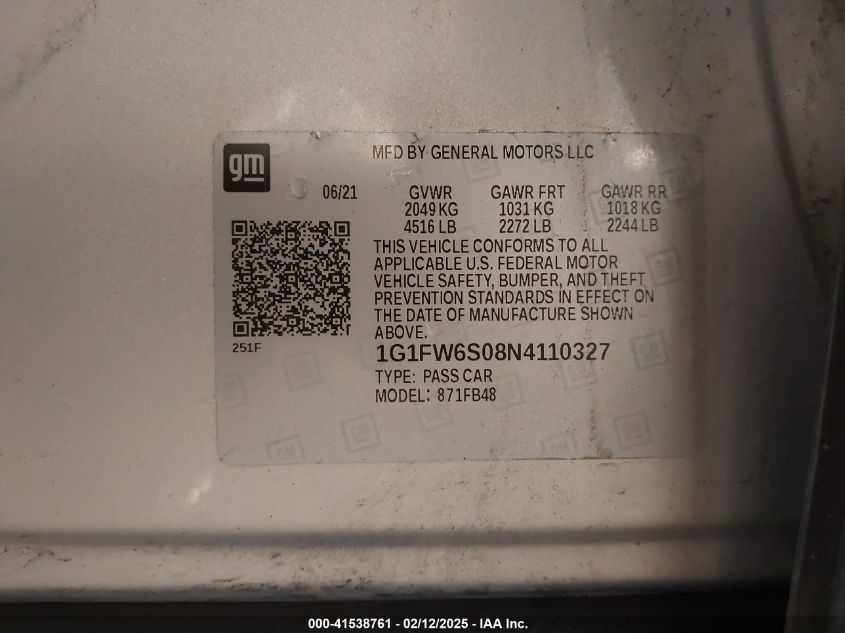 gm
MFD BY GENERAL MOTORS LLC
06/21 GVWR GAWR FRT GAWR RR
2049 KG 1031 KG 1018 KG
4516 LB 2272 LB 2244 LB
THIS VEHICLE CONFORMS TO ALL
APPLICABLE U.S. FEDERAL MOTOR
VEHICLE SAFETY, BUMPER, AND THEFT
PREVENTION STANDARDS IN EFFECT ON
THE DATE OF MANUFACTURE SHOWN
ABOVE.
251F
1G1FW6S08N4110327
TYPE: PASS CAR
MODEL: 871FB48
000-41538761 - 02/12/2025 - IAA Inc.